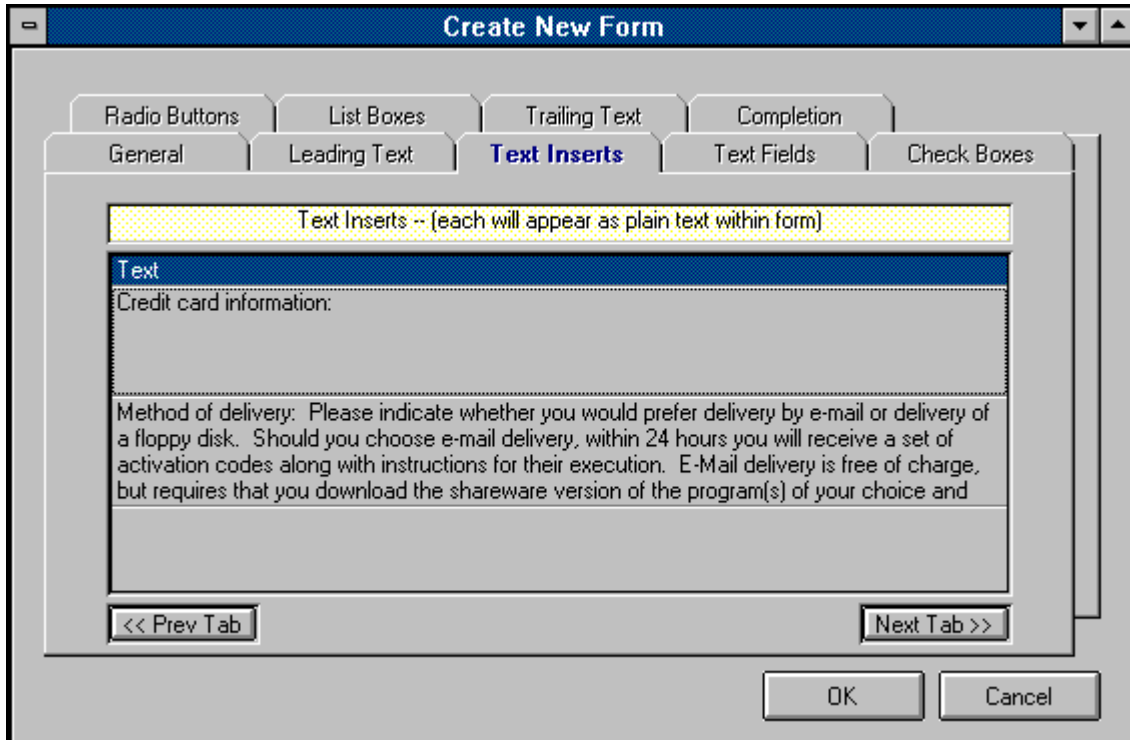 Create New Form
Radio Buttons List Boxes Trailing Text Completion
General Leading Text Text Inserts Text Fields Check Boxes
Text Inserts -- (each will appear as plain text within form)
Text
Credit card information:
Method of delivery:  Please indicate whether you would prefer delivery by e-mail or delivery of
a floppy disk.  Should you choose e-mail delivery, within 24 hours you will receive a set of
activation codes along with instructions for their execution.  E-Mail delivery is free of charge,
but requires that you download the shareware version of the program(s) of your choice and
<< Prev Tab Next Tab >>
OK Cancel